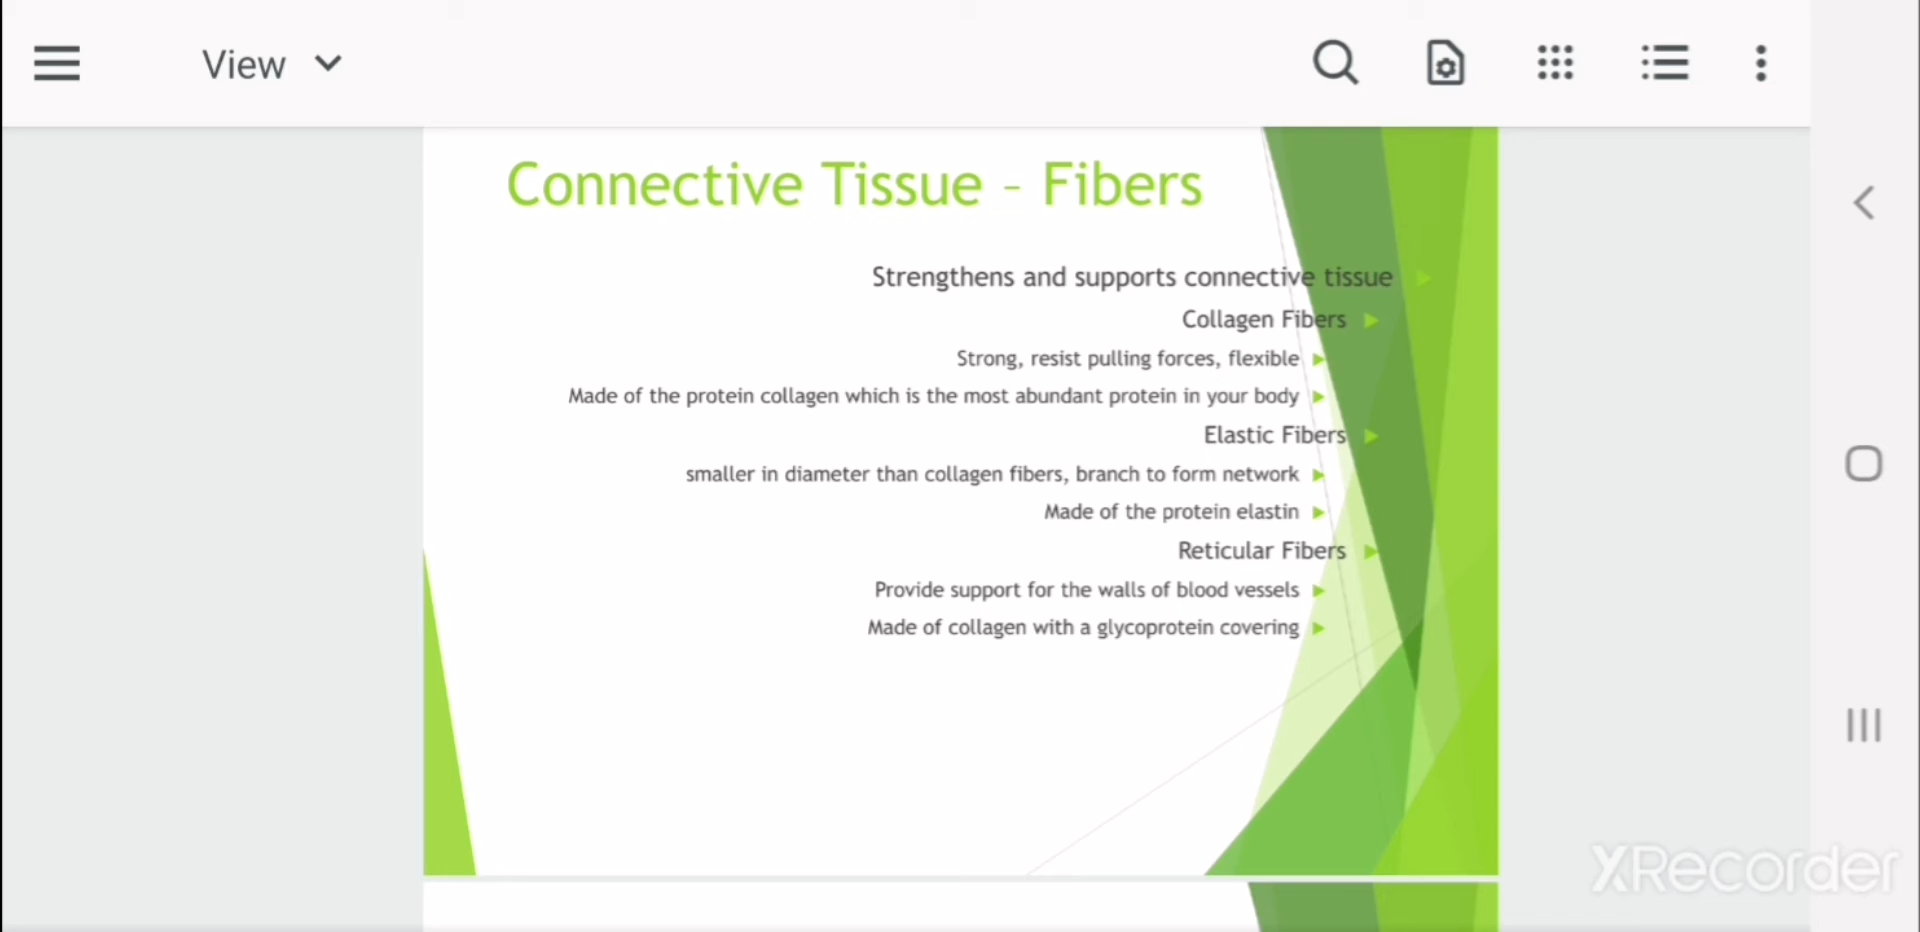 View
Connective Tissue – Fibers
Strengthens and supports connective tissue
Collagen Fibers
Strong, resist pulling forces, flexible
Made of the protein collagen which is the most abundant protein in your body
Elastic Fibers
smaller in diameter than collagen fibers, branch to form network
Made of the protein elastin
Reticular Fibers
Provide support for the walls of blood vessels
Made of collagen with a glycoprotein covering
XRecorder